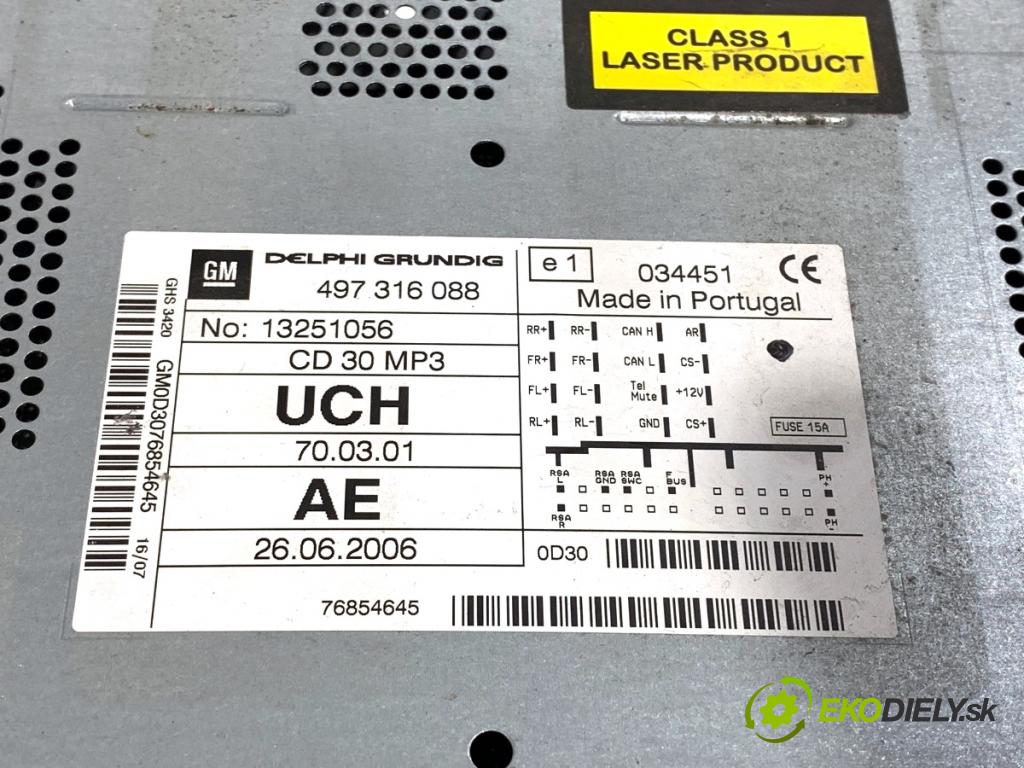 CLASS 1
LASER PRODUCT
GM
DELPHI GRUNDIG
497 316 088
No: 13251056
CD 30 MP3
UCH
70.03.01
AE
26.06.2006
76854645
GHS 3420
GM0D3076854645
16/07
e 1
034451 CE
Made in Portugal
RR+ RR- CAN H AR
FR+ FR- CAN L CS-
FL+ FL- Tel Mute +12V
RL+ RL- GND CS+
FUSE 15A
RSA L
RSA GND
RSA SWC
F BUS
PH +
RSA R
PH -
0D30
EKODIELY.sk